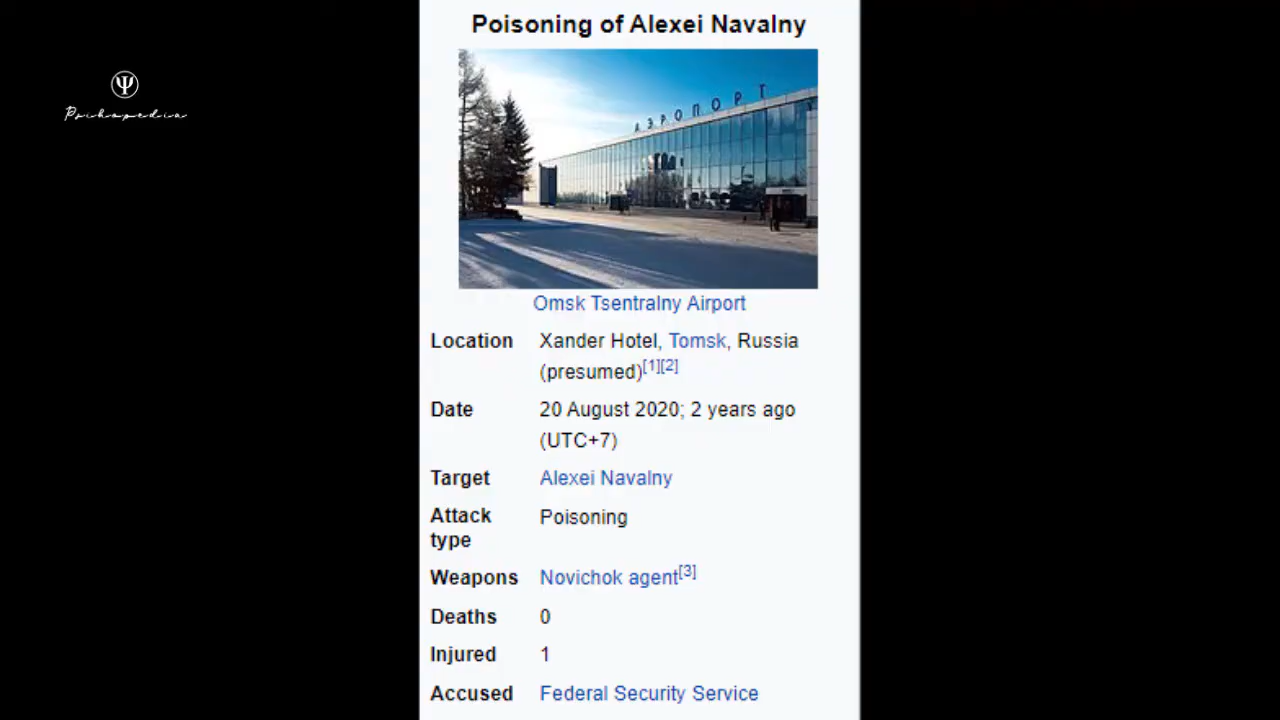 Poisoning of Alexei Navalny
Ψ
Psihopedia
АЭРОПОРТ
Omsk Tsentralny Airport
Location Xander Hotel, Tomsk, Russia
(presumed)[1][2]
Date 20 August 2020; 2 years ago
(UTC+7)
Target Alexei Navalny
Attack
type Poisoning
Weapons Novichok agent[3]
Deaths 0
Injured 1
Accused Federal Security Service